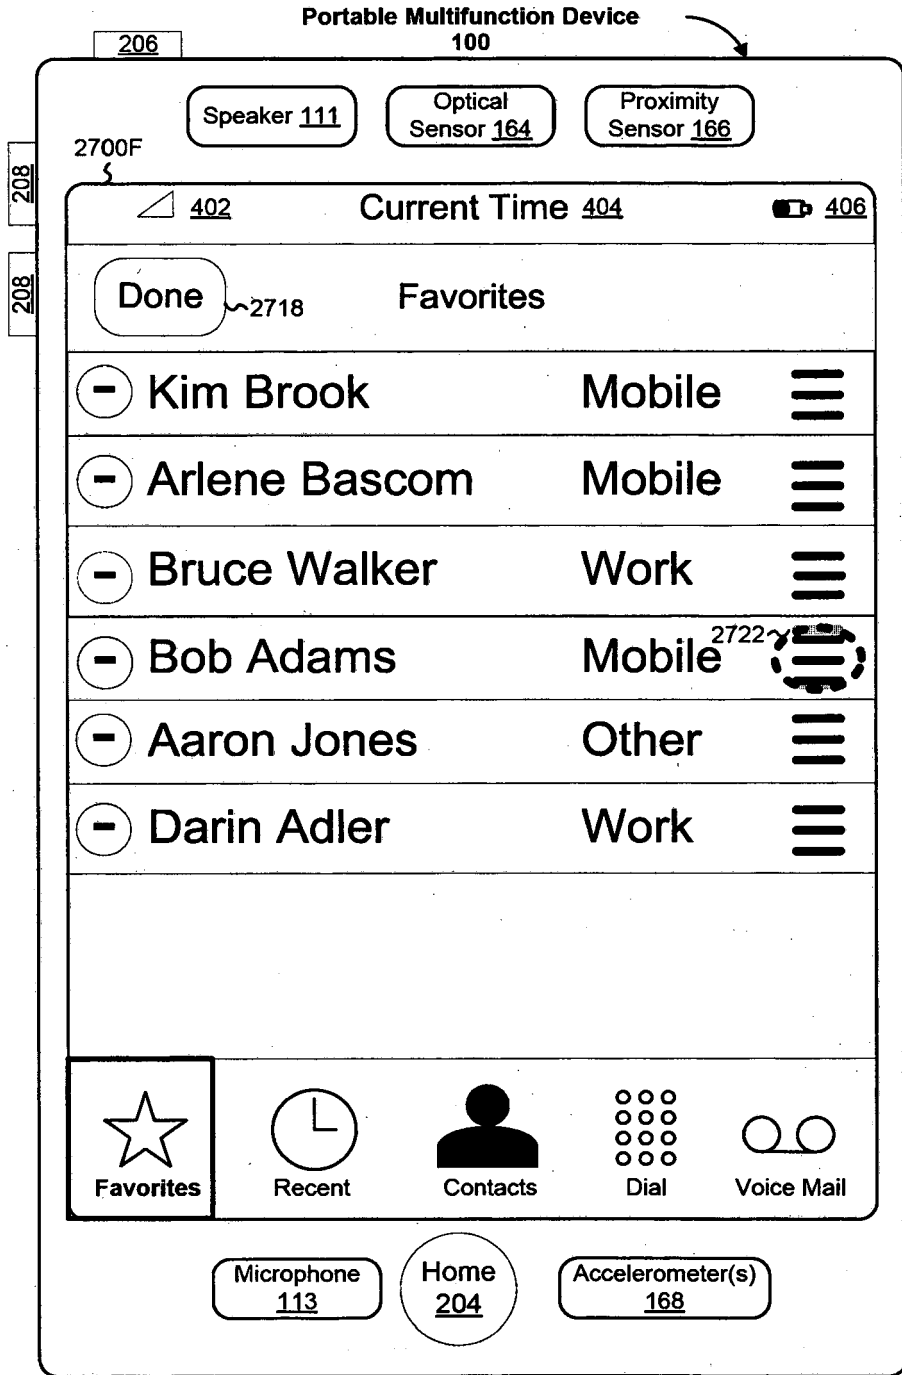 Portable Multifunction Device
100
206
Speaker 111
Optical
Sensor 164
Proximity
Sensor 166
2700F
208
208
402
Current Time 404
406
Done
2718
Favorites
- Kim Brook Mobile
- Arlene Bascom Mobile
- Bruce Walker Work
- Bob Adams Mobile 2722
- Aaron Jones Other
- Darin Adler Work
Favorites
Recent
Contacts
Dial
Voice Mail
Microphone
113
Home
204
Accelerometer(s)
168